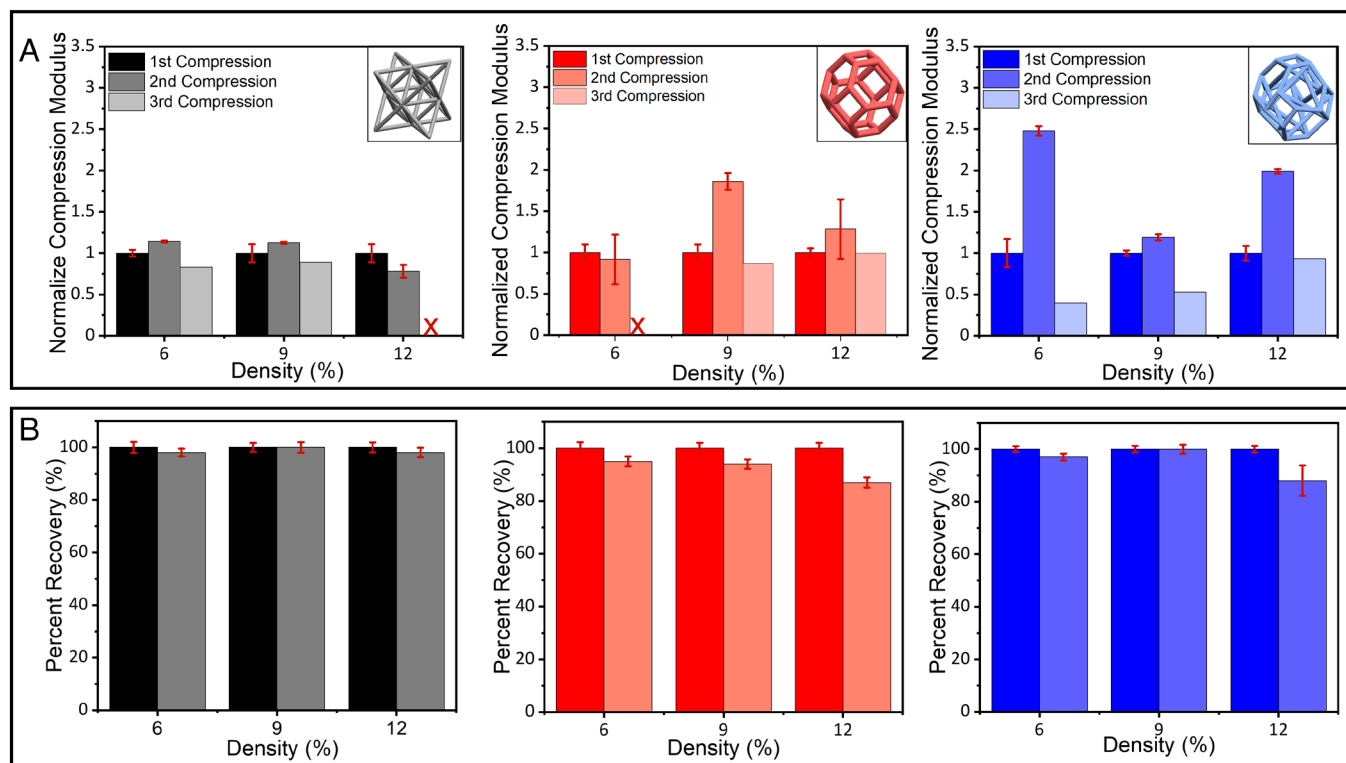 A
Normalize Compression Modulus
3.5
3
2.5
2
1.5
1
0.5
0
1st Compression
2nd Compression
3rd Compression
X
6
9
12
Density (%)
Normalized Compression Modulus
3.5
3
2.5
2
1.5
1
0.5
0
1st Compression
2nd Compression
3rd Compression
X
6
9
12
Density (%)
Normalized Compression Modulus
3.5
3
2.5
2
1.5
1
0.5
0
1st Compression
2nd Compression
3rd Compression
6
9
12
Density (%)
B
Percent Recovery (%)
100
80
60
40
20
0
6
9
12
Density (%)
Percent Recovery (%)
100
80
60
40
20
0
6
9
12
Density (%)
Percent Recovery (%)
100
80
60
40
20
0
6
9
12
Density (%)